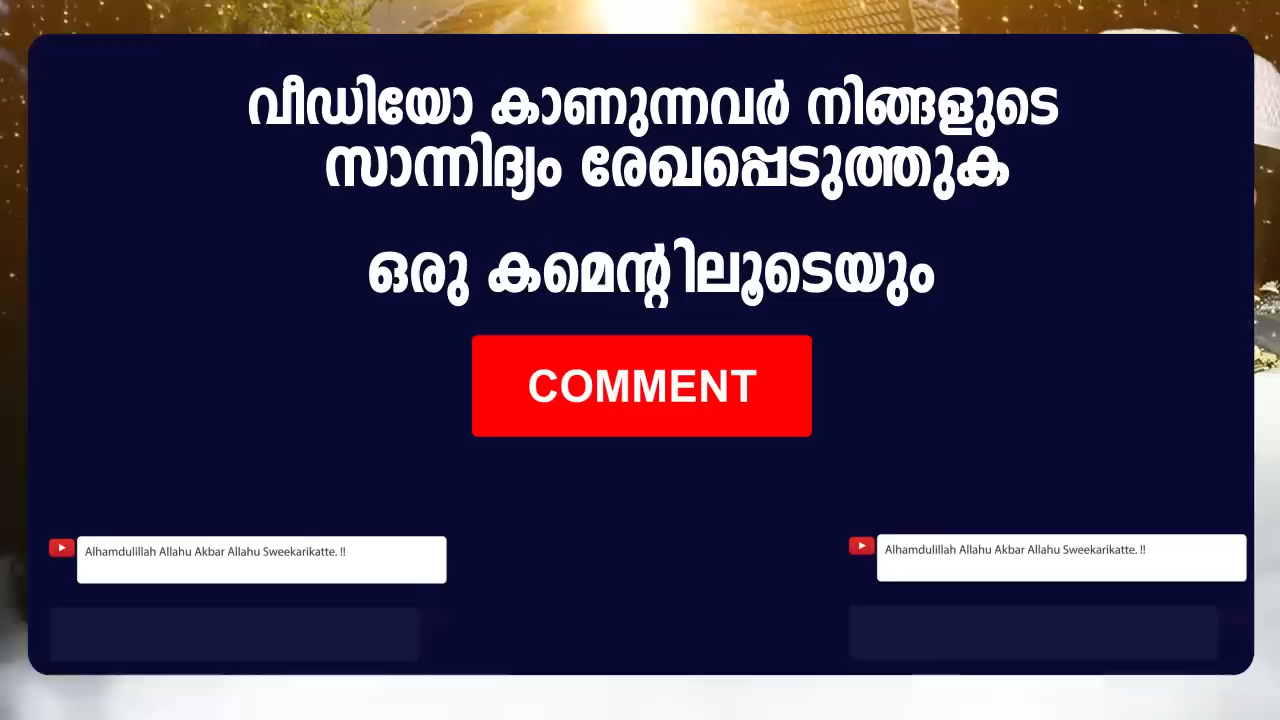 വീഡിയോ കാണുന്നവർ നിങ്ങളുടെ
സാന്നിദ്യം രേഖപ്പെടുത്തുക
ഒരു കമെന്റിലൂടെയും
COMMENT
Alhamdulillah Allahu Akbar Allahu Sweekarikatte. !!
Alhamdulillah Allahu Akbar Allahu Sweekarikatte. !!